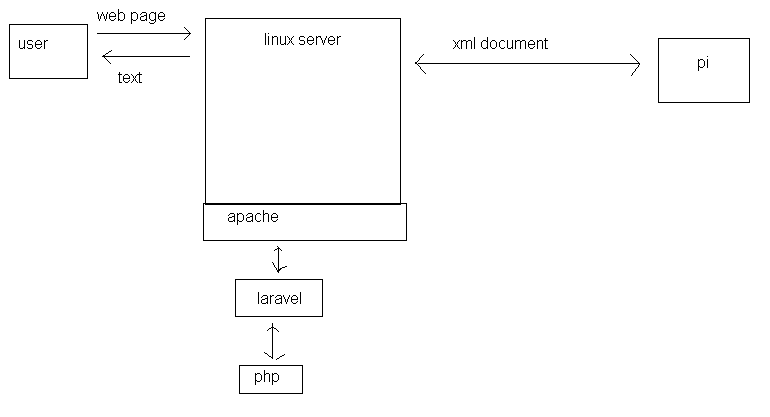 web page
user
linux server
xml document
pi
text
apache
laravel
php